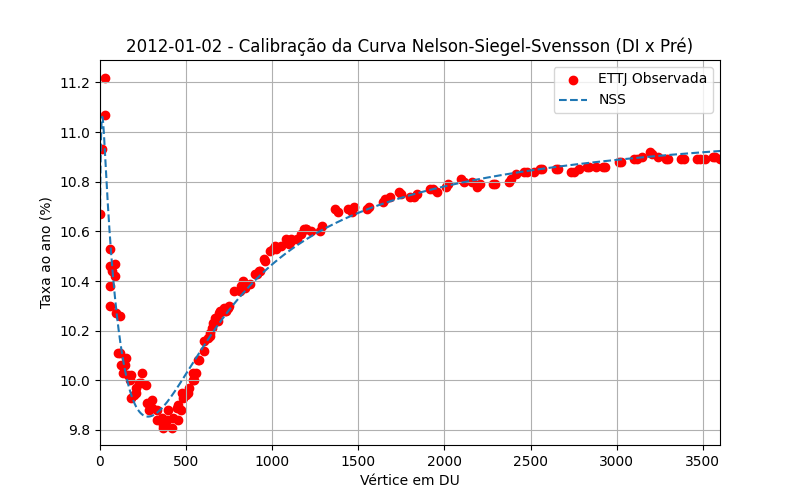 2012-01-02 - Calibração da Curva Nelson-Siegel-Svensson (DI x Pré)
ETTJ Observada
NSS
Taxa ao ano (%)
11.2
11.0
10.8
10.6
10.4
10.2
10.0
9.8
0 500 1000 1500 2000 2500 3000 3500
Vértice em DU